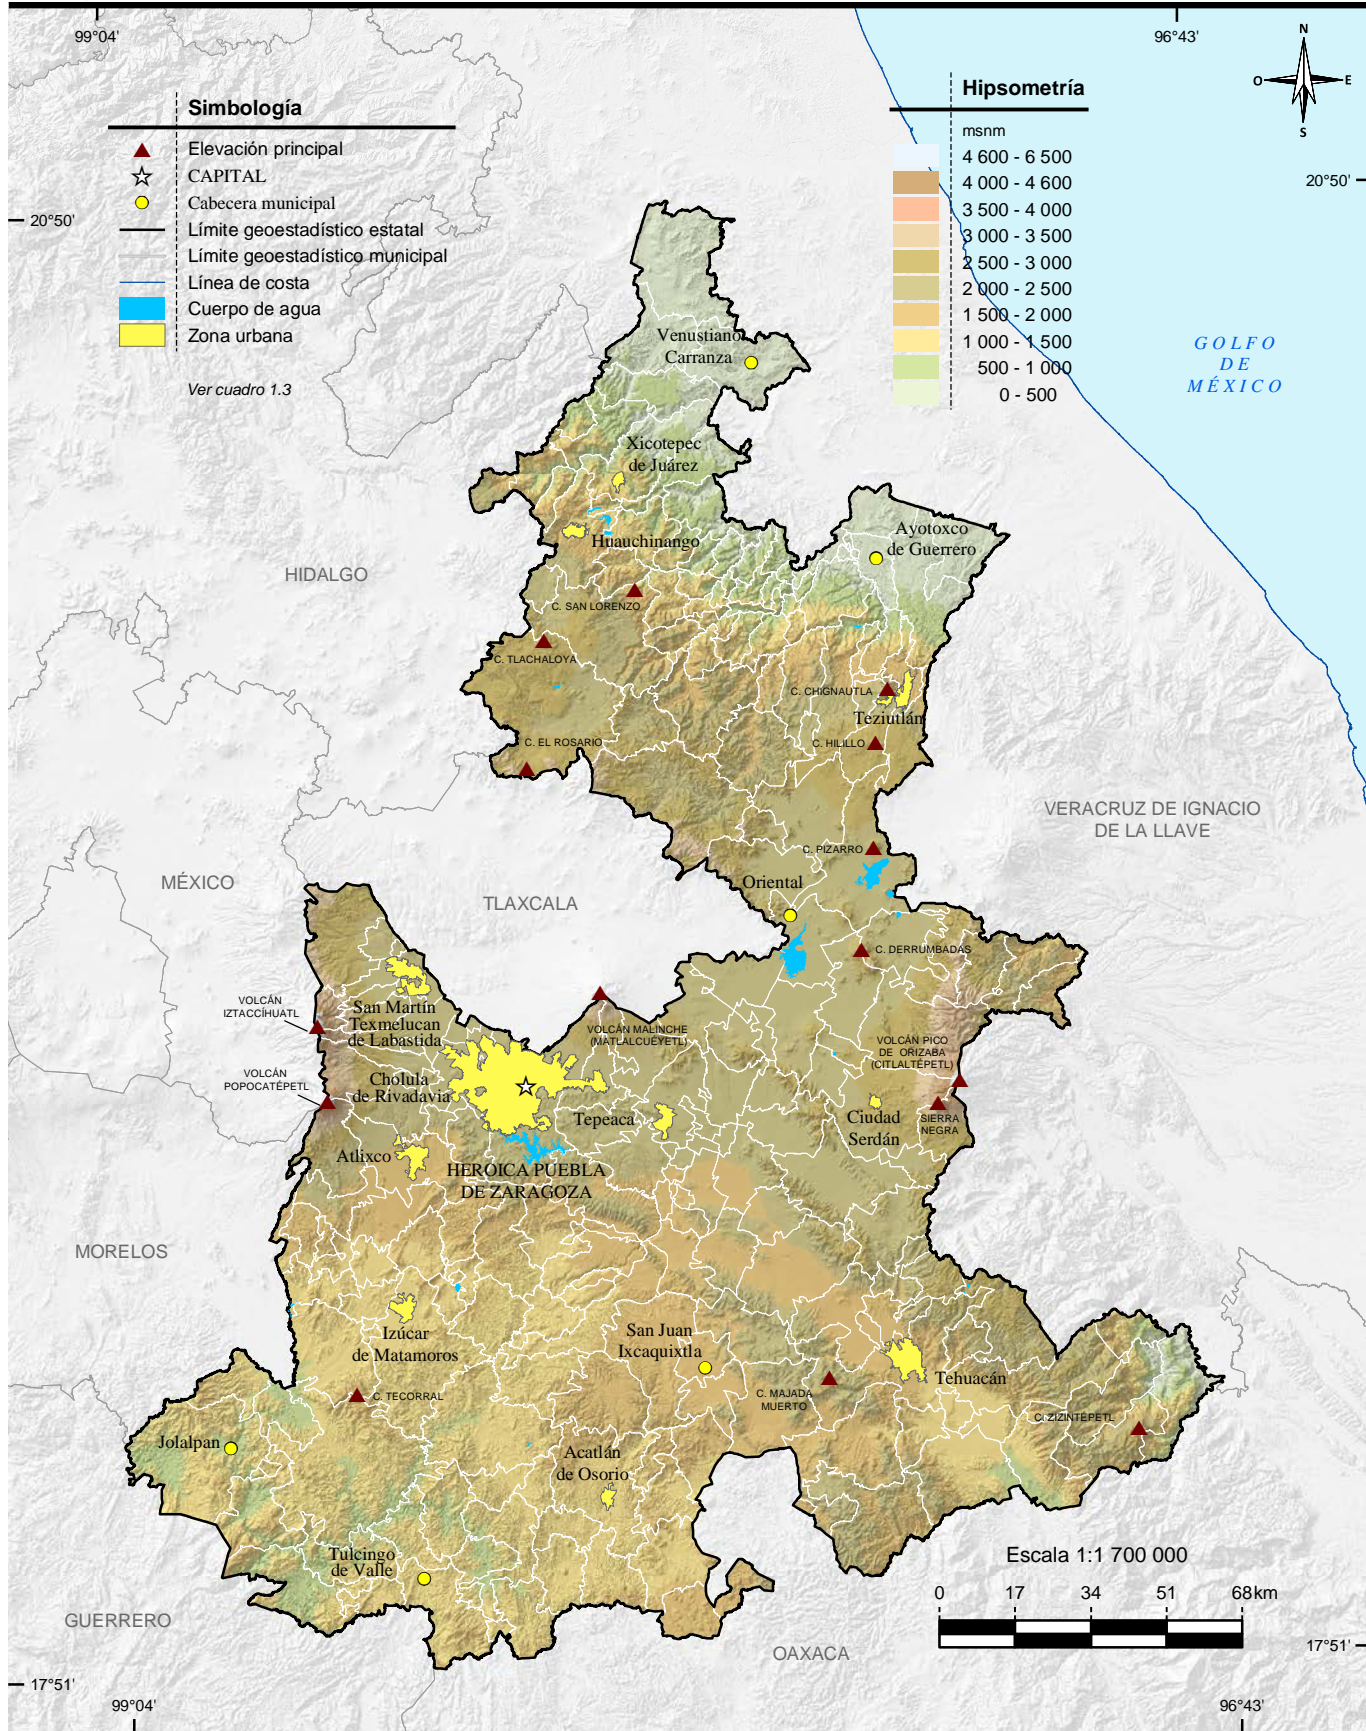 99°04'
96°43'
N
O
E
S
Simbología
Elevación principal
CAPITAL
Cabecera municipal
Límite geoestadístico estatal
Límite geoestadístico municipal
Línea de costa
Cuerpo de agua
Zona urbana
Ver cuadro 1.3
Hipsometría
msnm
4 600 - 6 500
4 000 - 4 600
3 500 - 4 000
3 000 - 3 500
2 500 - 3 000
2 000 - 2 500
1 500 - 2 000
1 000 - 1 500
500 - 1 000
0 - 500
20°50'
20°50'
GOLFO
DE
MÉXICO
Venustiano
Carranza
Xicotepec
de Juárez
Huauchinango
Ayotoxco
de Guerrero
HIDALGO
C. SAN LORENZO
C. TLACHALOYA
C. CHIGNAUTLA
Teziutlán
C. EL ROSARIO
C. HILILLO
VERACRUZ DE IGNACIO
DE LA LLAVE
C. PIZARRO
MÉXICO
TLAXCALA
Oriental
C. DERRUMBADAS
VOLCÁN
IZTACCÍHUATL
San Martín
Texmelucan
de Labastida
VOLCÁN MALINCHE
(MATLALCUÉYETL)
VOLCÁN PICO
DE ORIZABA
(CITLALTÉPETL)
VOLCÁN
POPOCATÉPETL
Cholula
de Rivadavia
Tepeaca
Ciudad
Serdán
SIERRA
NEGRA
Atlixco
HEROICA PUEBLA
DE ZARAGOZA
MORELOS
Izúcar
de Matamoros
San Juan
Ixcaquixtla
Tehuacán
C. TECORRAL
C. MAJADA
MUERTO
C. ZIZINTÉPETL
Jolalpan
Acatlán
de Osorio
Tulcingo
de Valle
Escala 1:1 700 000
0 17 34 51 68 km
GUERRERO
OAXACA
17°51'
17°51'
99°04'
96°43'